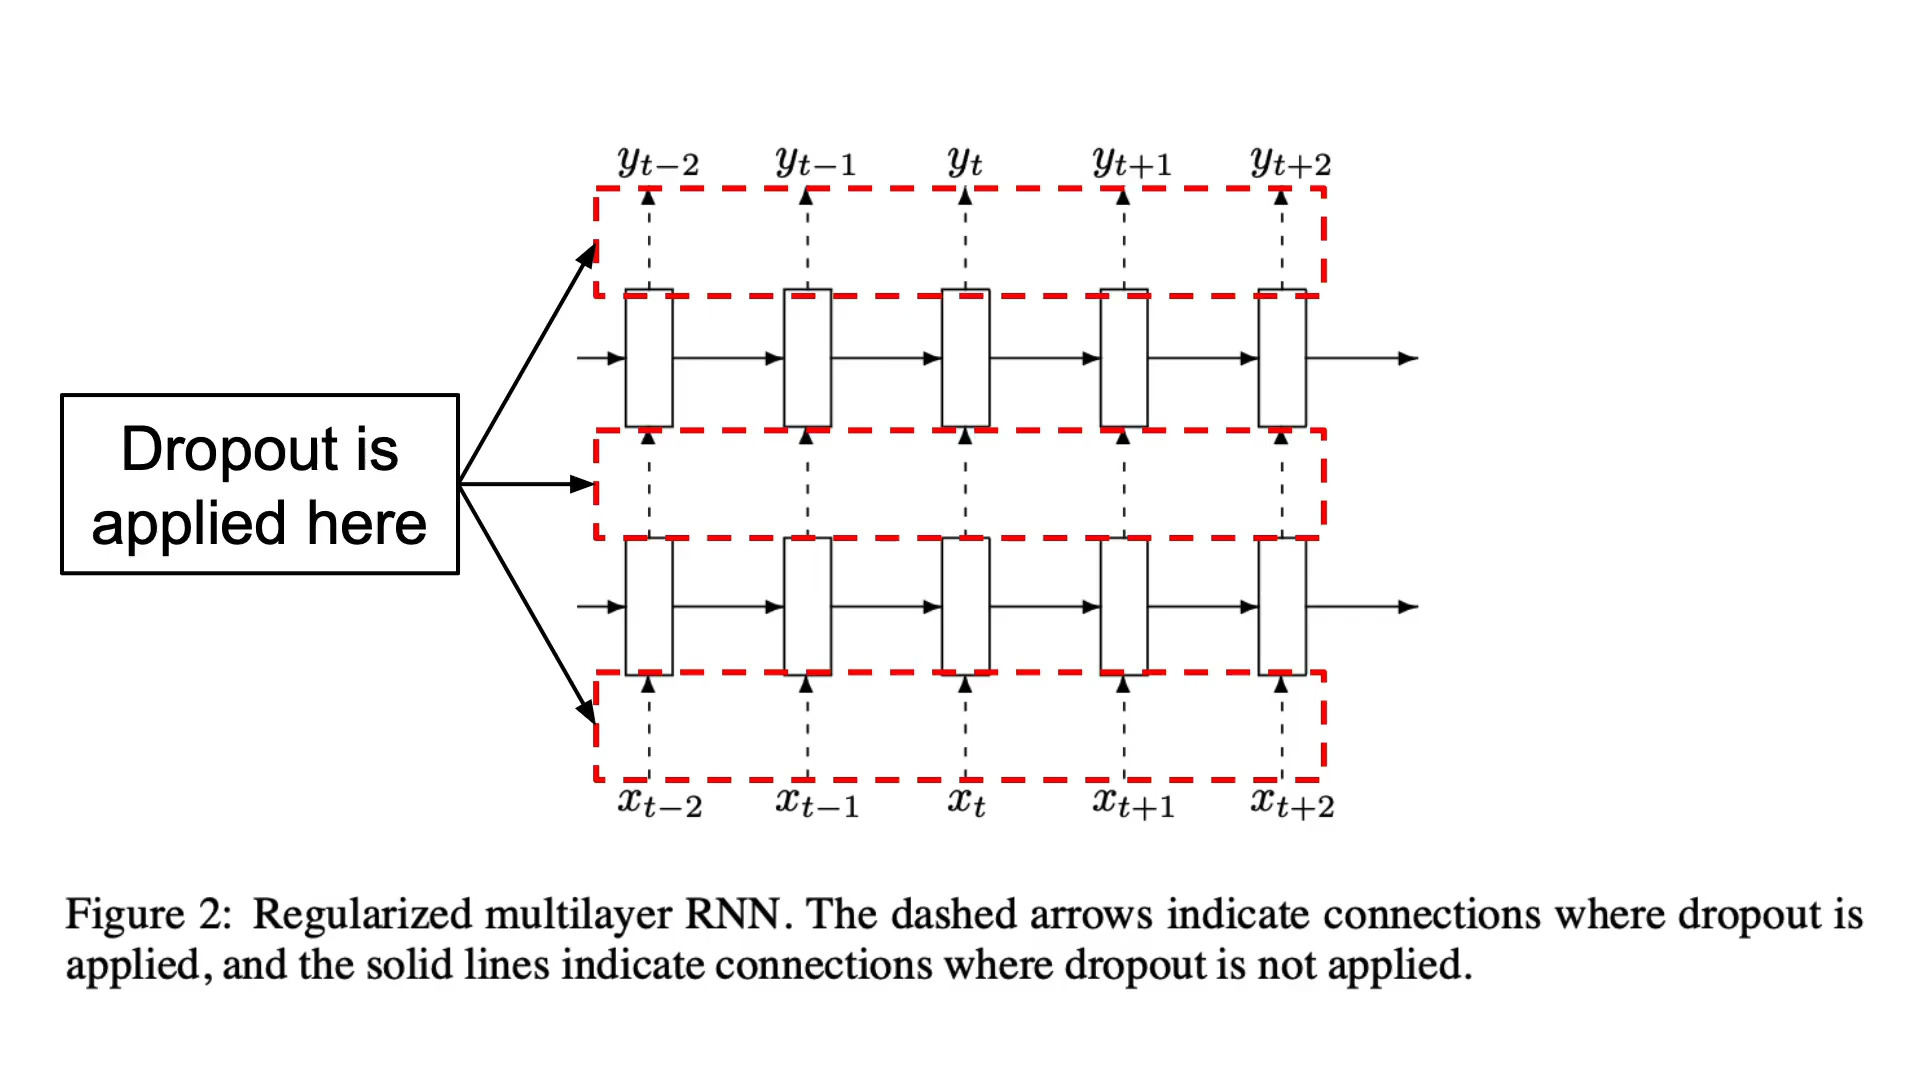 y_{t-2} y_{t-1} y_t y_{t+1} y_{t+2}
Dropout is
applied here
x_{t-2} x_{t-1} x_t x_{t+1} x_{t+2}
Figure 2: Regularized multilayer RNN. The dashed arrows indicate connections where dropout is
applied, and the solid lines indicate connections where dropout is not applied.